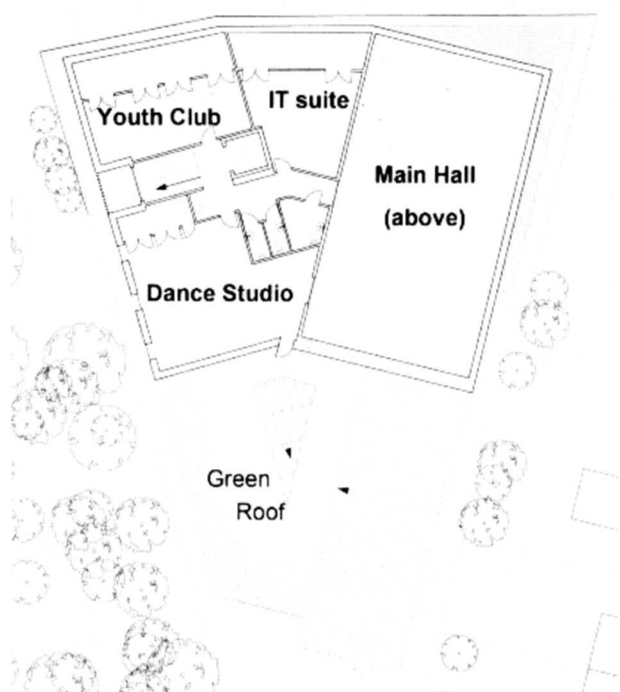 IT suite
Youth Club
Main Hall
(above)
Dance Studio
Green
Roof